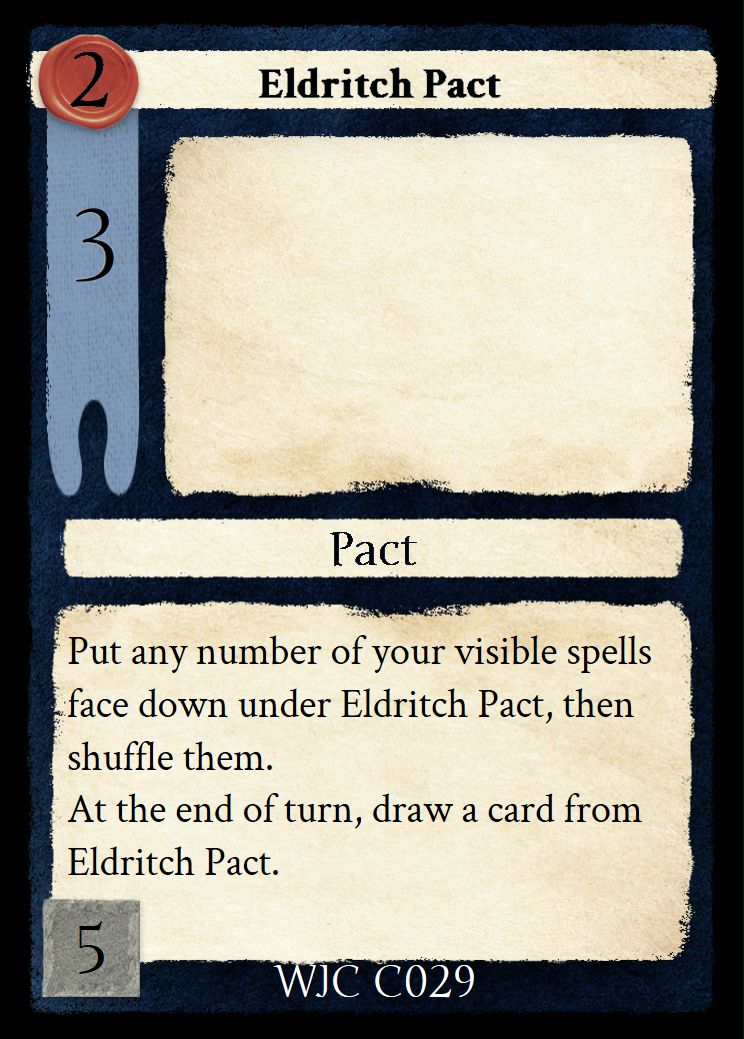 2
Eldritch Pact
3
Pact
Put any number of your visible spells
face down under Eldritch Pact, then
shuffle them.
At the end of turn, draw a card from
Eldritch Pact.
5
WJC C029